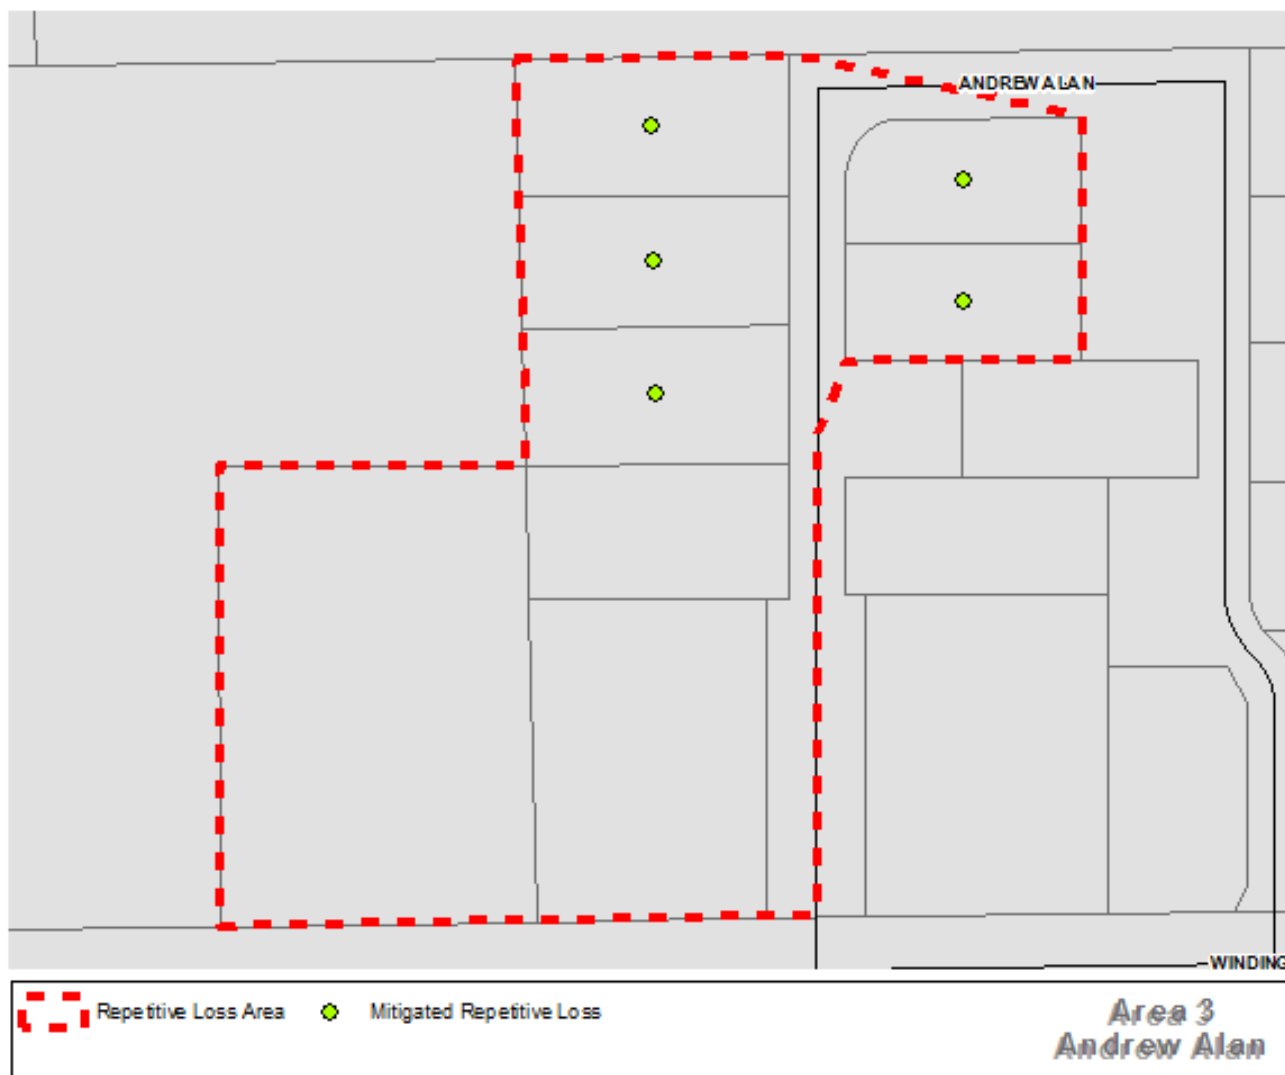 ANDREW ALAN
WINDING
Repetitive Loss Area
Mitigated Repetitive Loss
Area 3
Andrew Alan